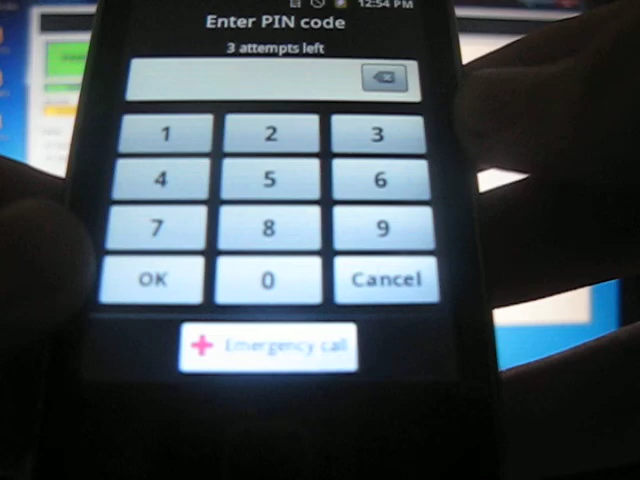 12:54 PM
Enter PIN code
3 attempts left
1 2 3
4 5 6
7 8 9
OK 0 Cancel
Emergency call